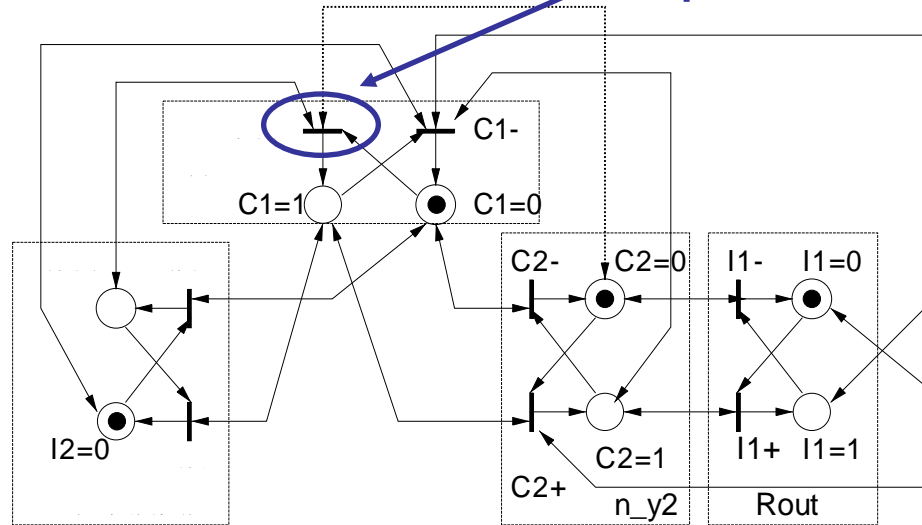 C1-
C1=1
C1=0
C2-
C2=0
I1-
I1=0
I2=0
C2=1
I1+
I1=1
C2+
n_y2
Rout